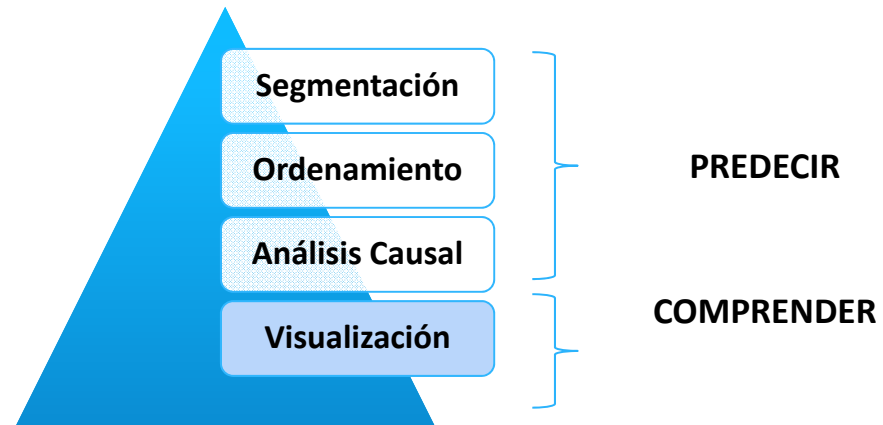 Segmentación
Ordenamiento
Análisis Causal
Visualización
PREDECIR
COMPRENDER